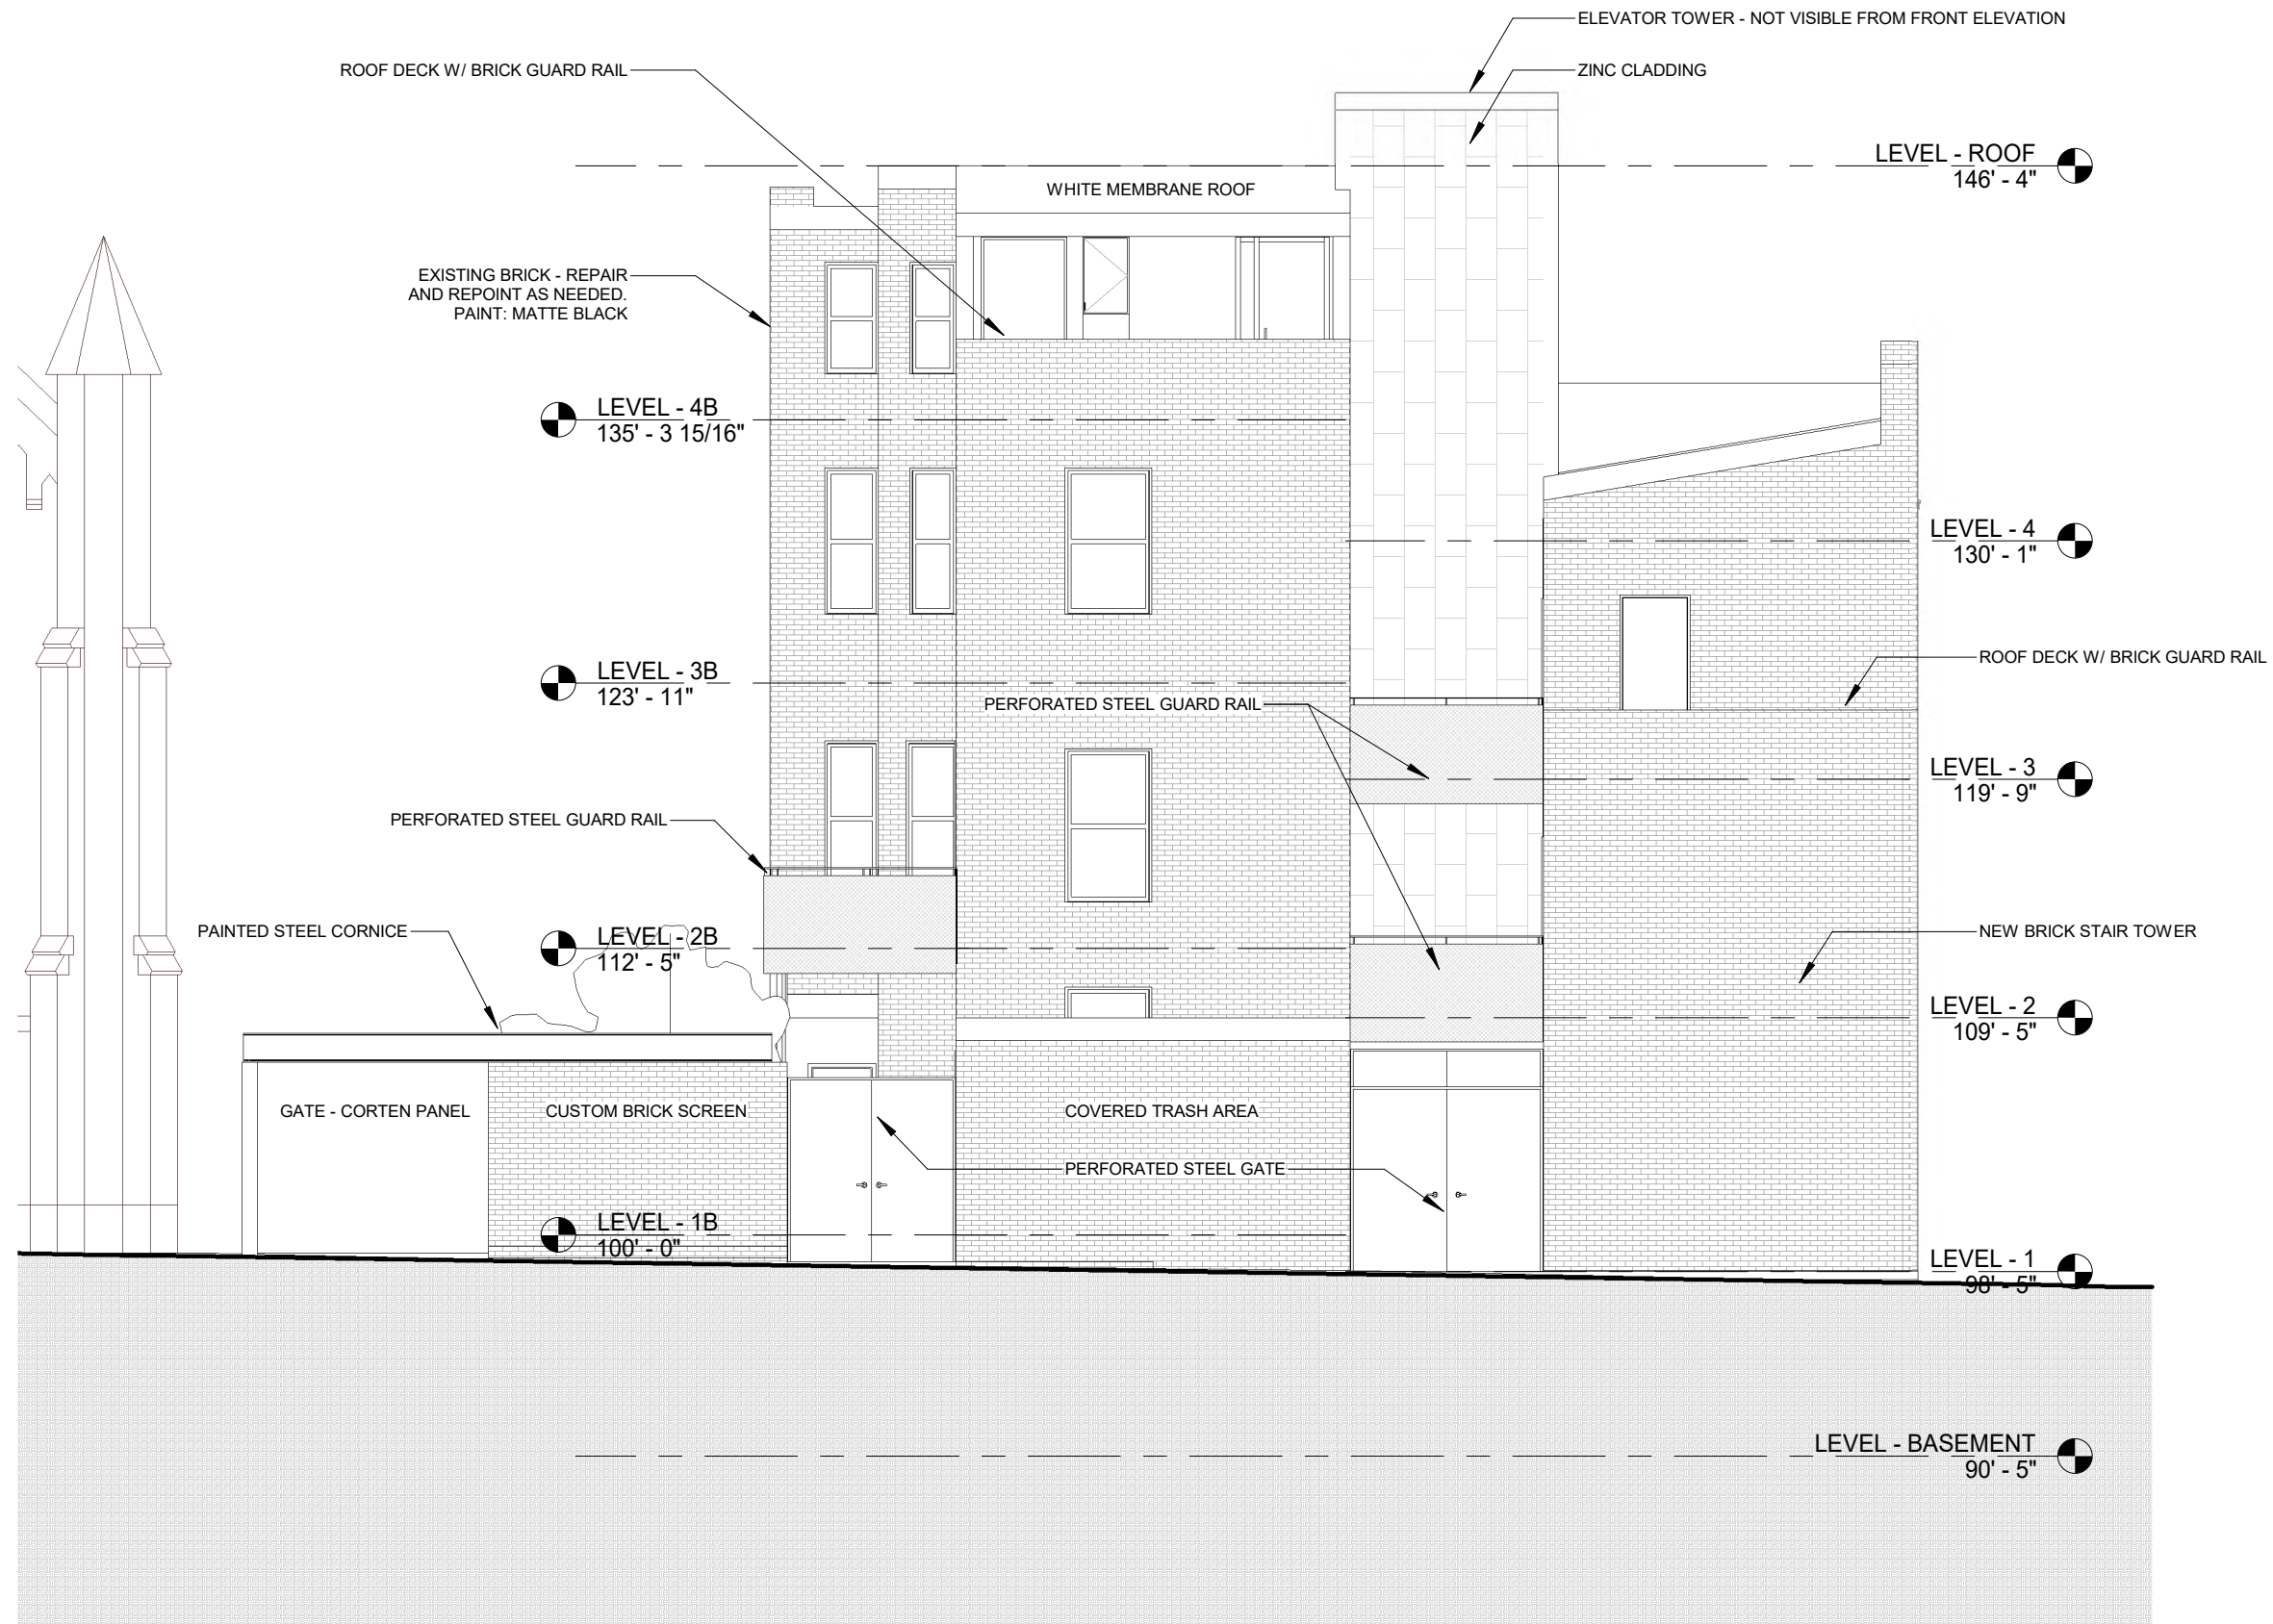 ELEVATOR TOWER - NOT VISIBLE FROM FRONT ELEVATION
ROOF DECK W/ BRICK GUARD RAIL
ZINC CLADDING
LEVEL - ROOF
146' - 4"
WHITE MEMBRANE ROOF
EXISTING BRICK - REPAIR
AND REPOINT AS NEEDED.
PAINT: MATTE BLACK
LEVEL - 4B
135' - 3 15/16"
LEVEL - 4
130' - 1"
ROOF DECK W/ BRICK GUARD RAIL
LEVEL - 3B
123' - 11"
PERFORATED STEEL GUARD RAIL
LEVEL - 3
119' - 9"
PERFORATED STEEL GUARD RAIL
PAINTED STEEL CORNICE
LEVEL - 2B
112' - 5"
NEW BRICK STAIR TOWER
LEVEL - 2
109' - 5"
GATE - CORTEN PANEL
CUSTOM BRICK SCREEN
COVERED TRASH AREA
PERFORATED STEEL GATE
LEVEL - 1B
100' - 0"
LEVEL - 1
98' - 5"
LEVEL - BASEMENT
90' - 5"